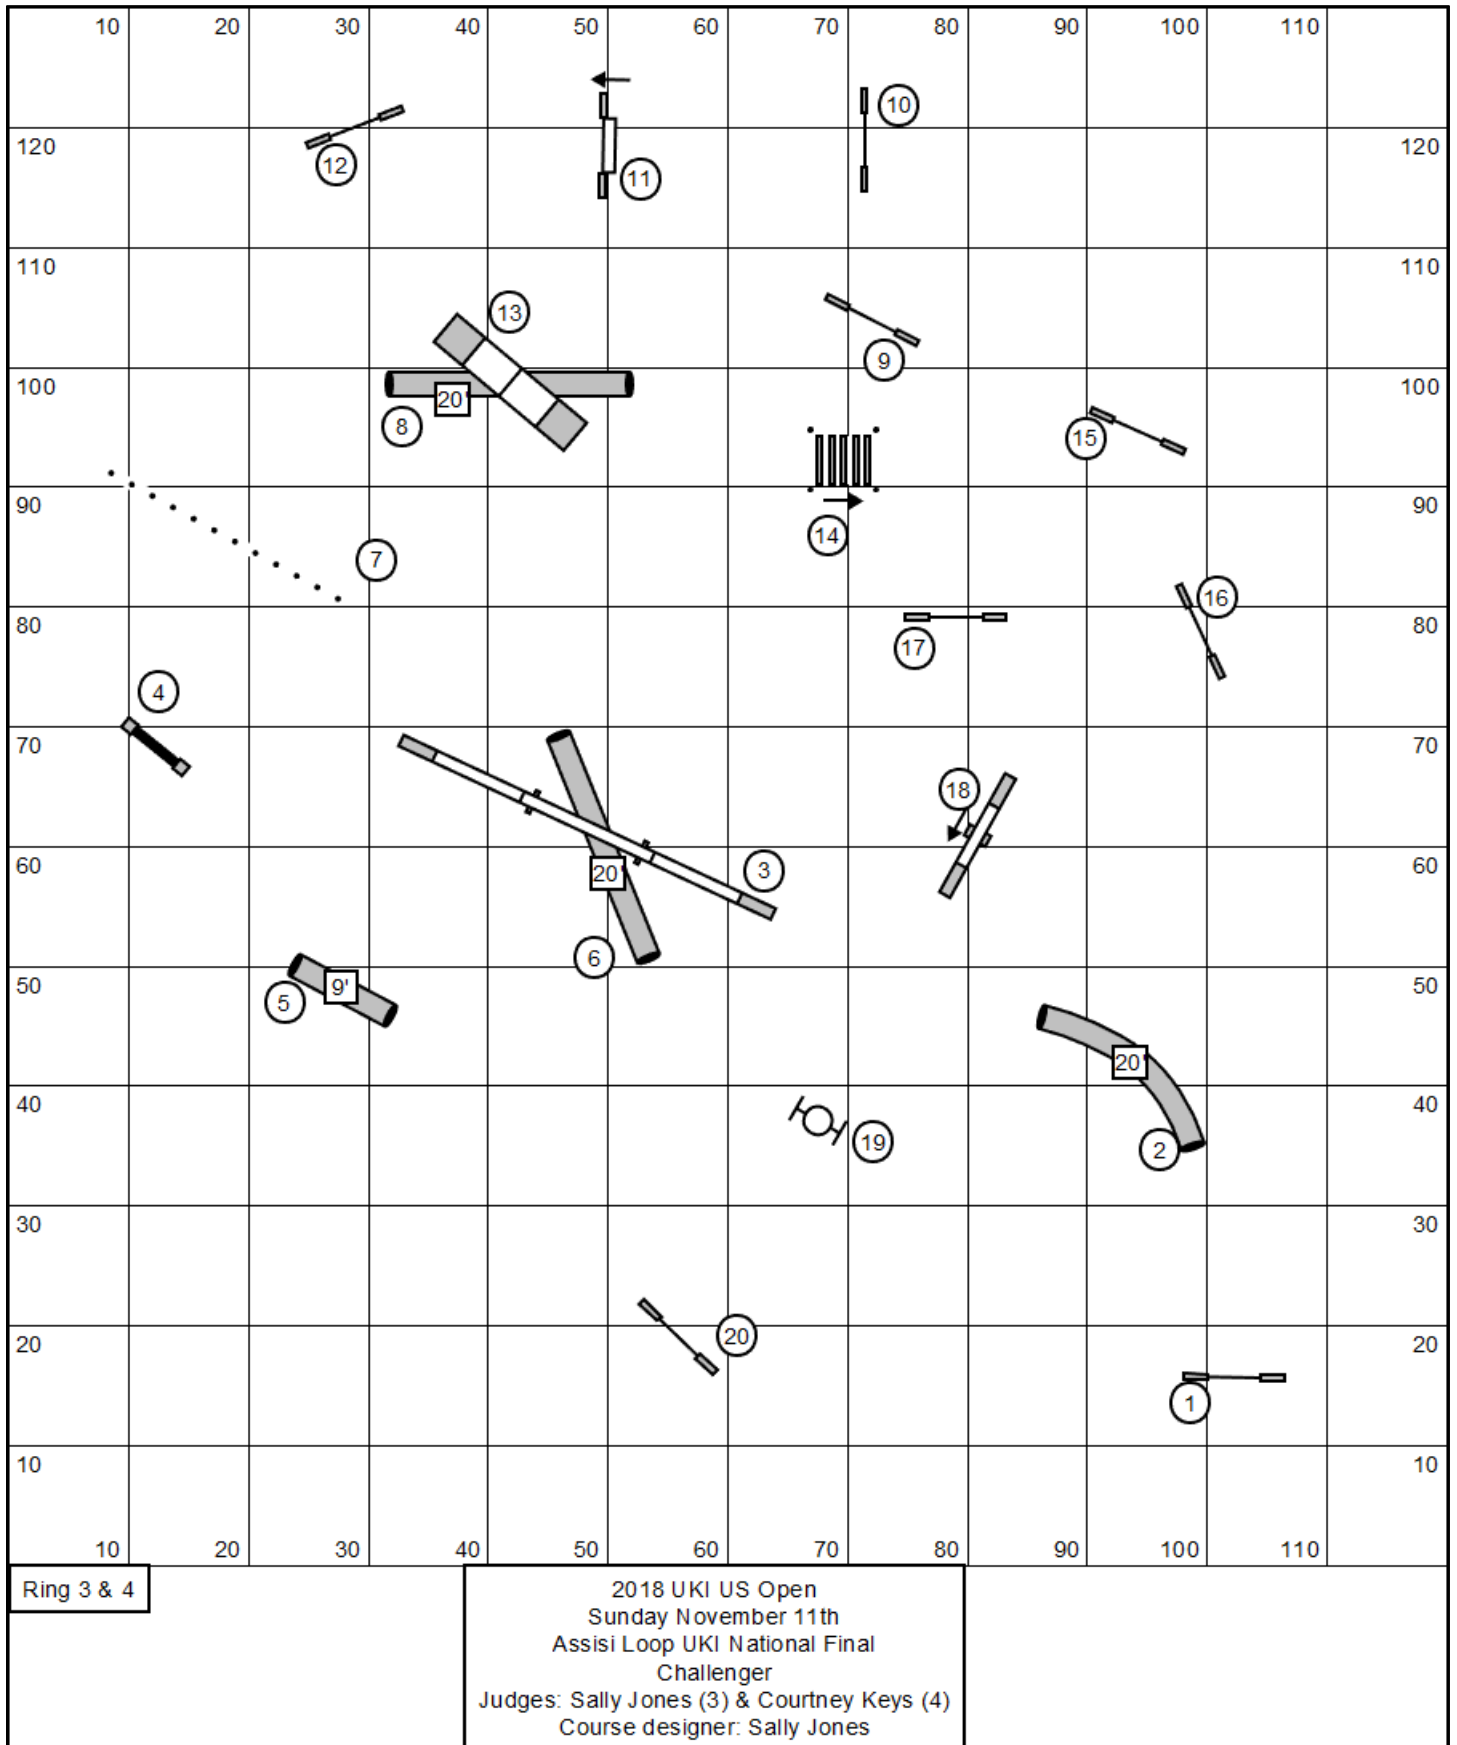 10 20 30 40 50 60 70 80 90 100 110
10
12
120 11 120
110 110
13
9
100 100
20'
8
15
90 90
14
7
16
80 80
17
4
70 70
18
60 3 60
20'
6
50 9' 50
5
20'
40 40
19
2
30 30
20
20 20
1
10 10
10 20 30 40 50 60 70 80 90 100 110
Ring 3 & 4
2018 UKI US Open
Sunday November 11th
Assisi Loop UKI National Final
Challenger
Judges: Sally Jones (3) & Courtney Keys (4)
Course designer: Sally Jones